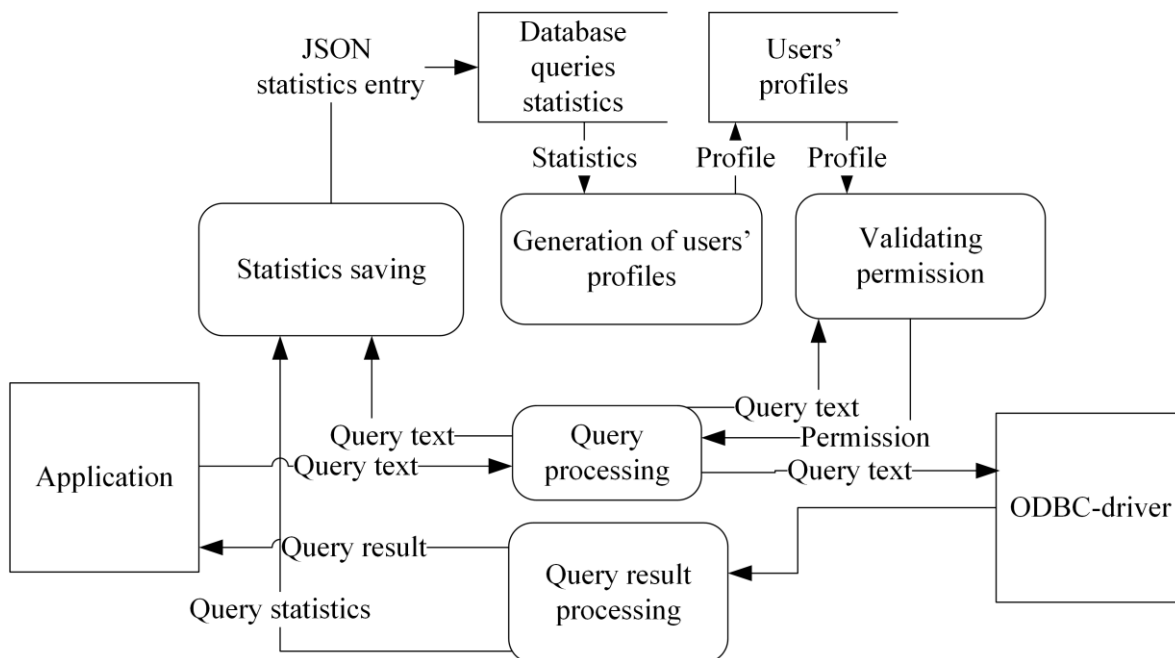 JSON
statistics entry
Database
queries
statistics
Users’
profiles
Statistics
Profile
Profile
Statistics saving
Generation of users’
profiles
Validating
permission
Query text
Query text
Permission
Query text
Query text
Query
processing
Application
ODBC-driver
Query result
Query result
processing
Query statistics